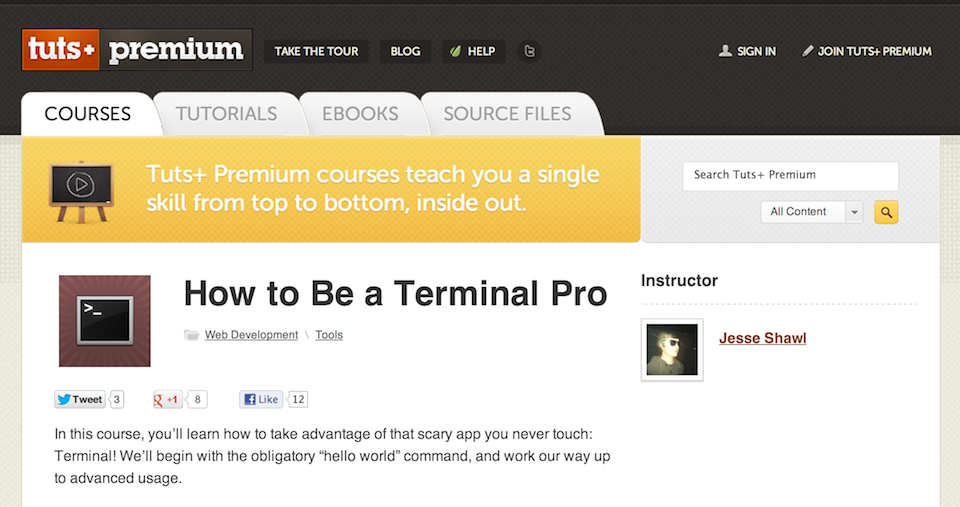 tuts+ premium TAKE THE TOUR BLOG HELP SIGN IN JOIN TUTS+ PREMIUM
COURSES TUTORIALS EBOOKS SOURCE FILES
Tuts+ Premium courses teach you a single
skill from top to bottom, inside out.
Search Tuts+ Premium
All Content
>_
How to Be a Terminal Pro
Web Development \ Tools
Instructor
Jesse Shawl
Tweet 3 +1 8 Like 12
In this course, you’ll learn how to take advantage of that scary app you never touch:
Terminal! We’ll begin with the obligatory “hello world” command, and work our way up
to advanced usage.